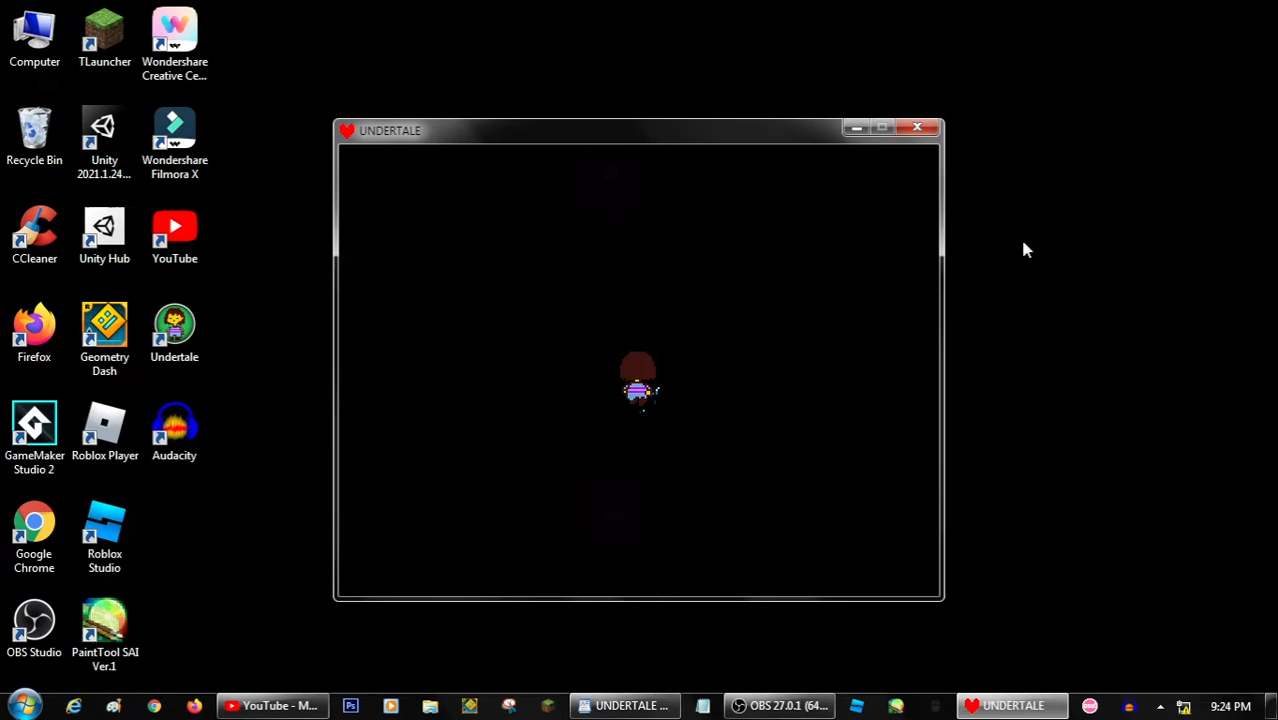 Computer
TLauncher
Wondershare
Creative Ce...
Recycle Bin
Unity
2021.1.24...
Wondershare
Filmora X
CCleaner
Unity Hub
YouTube
Firefox
Geometry
Dash
Undertale
GameMaker
Studio 2
Roblox Player
Audacity
Google
Chrome
Roblox
Studio
OBS Studio
PaintTool SAI
Ver.1
UNDERTALE
YouTube - M...
UNDERTALE ...
OBS 27.0.1 (64...
UNDERTALE
9:24 PM